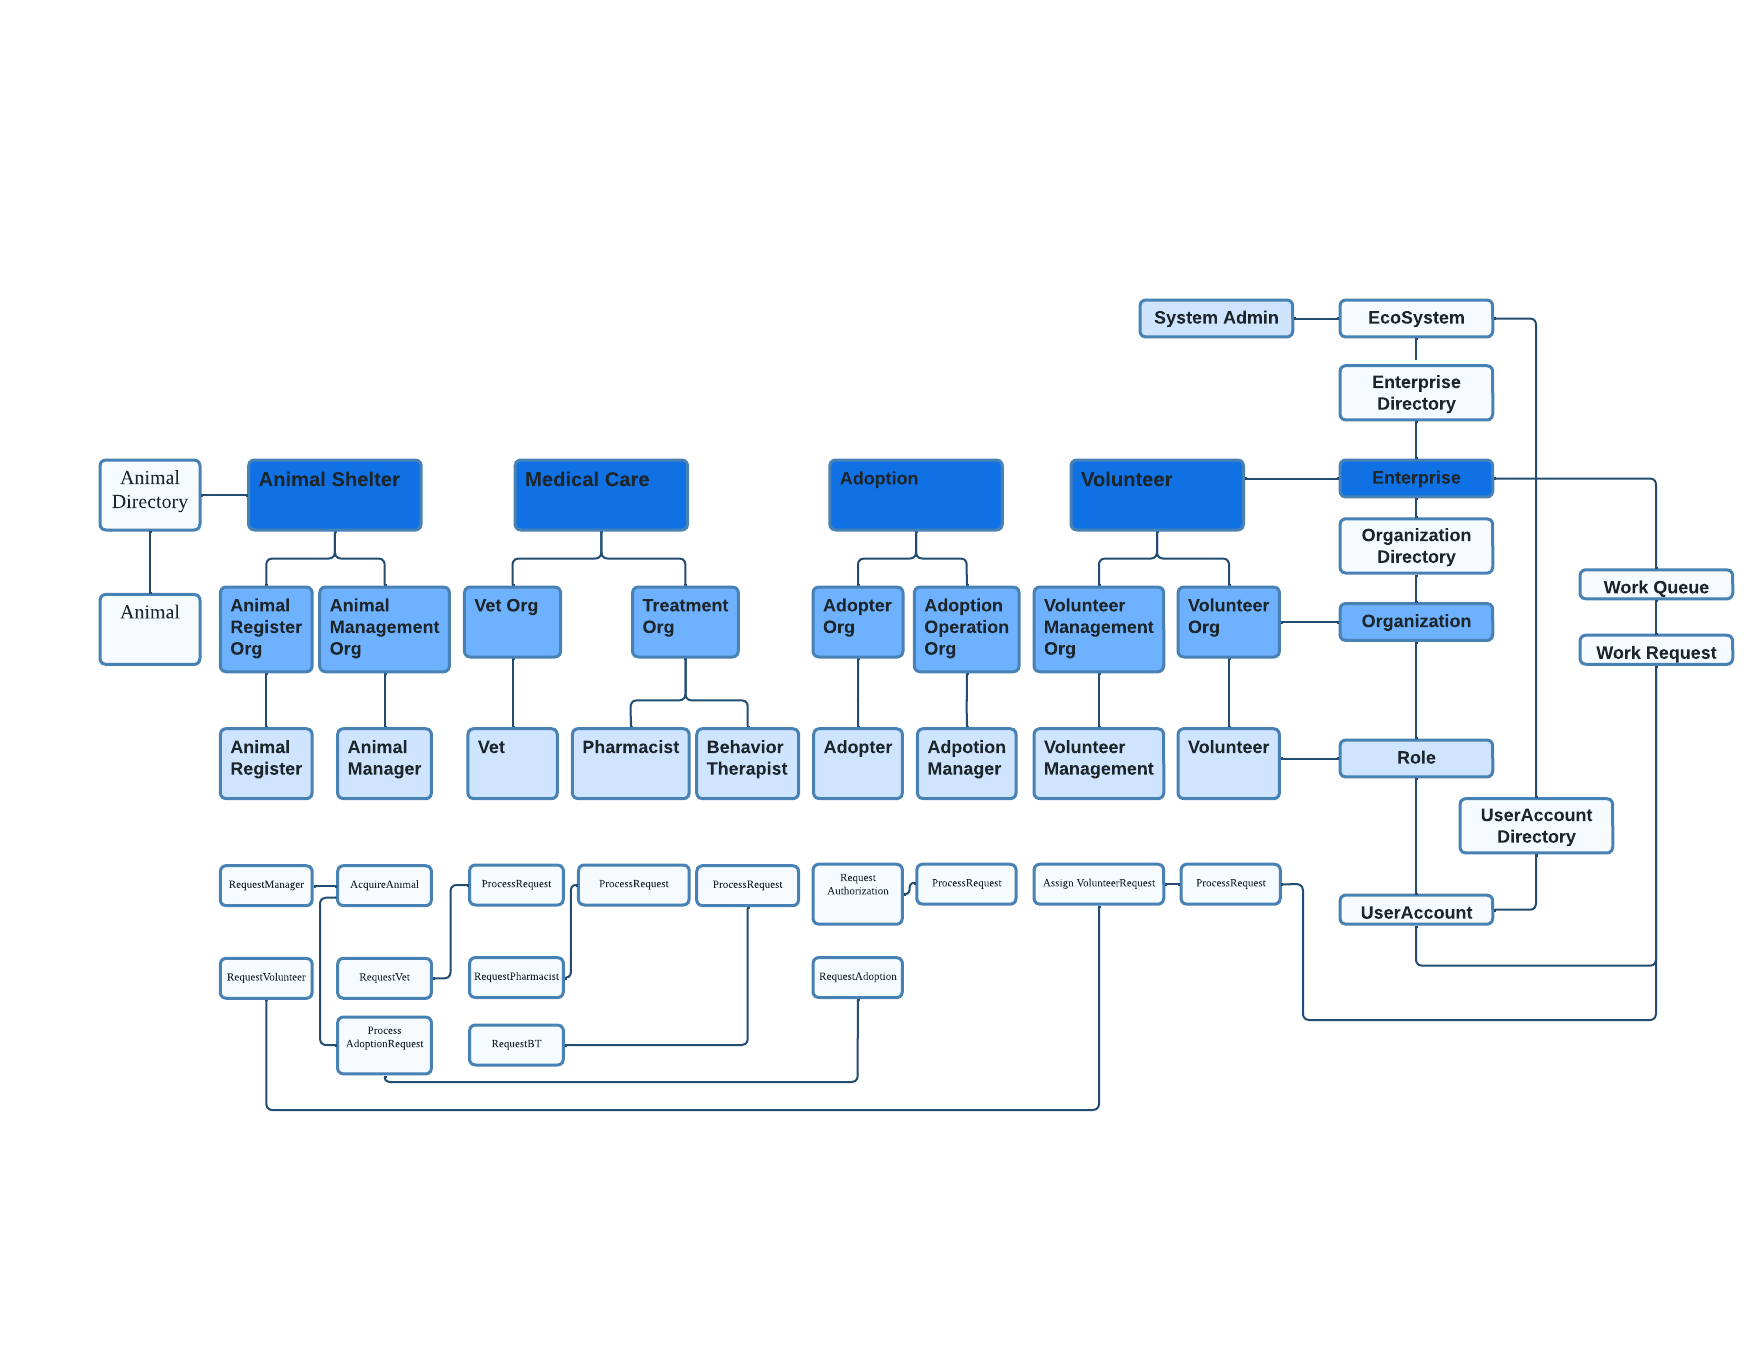 System Admin
EcoSystem
Enterprise
Directory
Animal
Directory
Animal Shelter
Medical Care
Adoption
Volunteer
Enterprise
Organization
Directory
Work Queue
Animal
Animal
Register
Org
Animal
Management
Org
Vet Org
Treatment
Org
Adopter
Org
Adoption
Operation
Org
Volunteer
Management
Org
Volunteer
Org
Organization
Work Request
Animal
Register
Animal
Manager
Vet
Pharmacist
Behavior
Therapist
Adopter
Adpotion
Manager
Volunteer
Management
Volunteer
Role
UserAccount
Directory
RequestManager
AcquireAnimal
ProcessRequest
ProcessRequest
ProcessRequest
Request
Authorization
ProcessRequest
Assign VolunteerRequest
ProcessRequest
UserAccount
RequestVolunteer
RequestVet
RequestPharmacist
RequestAdoption
Process
AdoptionRequest
RequestBT